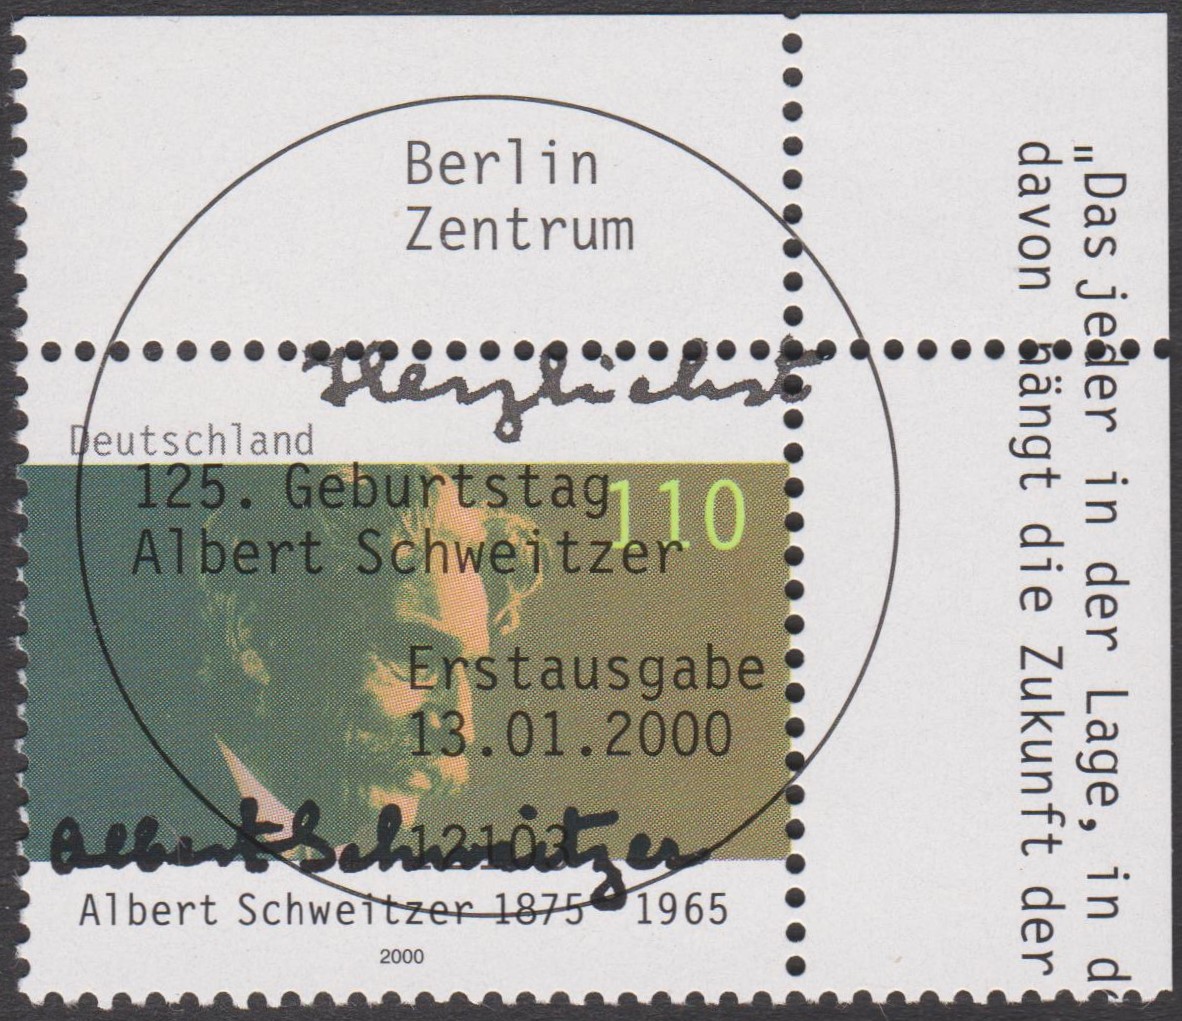 Berlin
Zentrum
Herzlichst
Deutschland
125. Geburtstag
110
Albert Schweitzer
Erstausgabe
13.01.2000
12103
Albert Schweitzer
Albert Schweitzer 1875 1965
2000
„Das jeder in der Lage, in d
davon hängt die Zukunft der